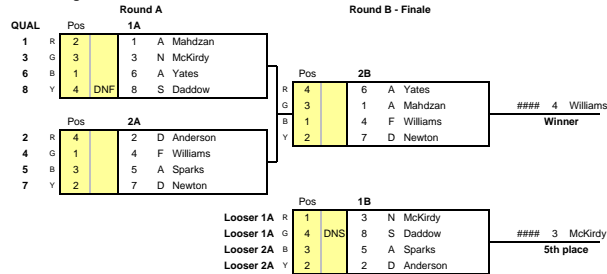 Round A Round B - Finale
QUAL Pos 1A
1 R 2 1 A Mahdzan
3 G 3 3 N McKirdy
6 B 1 6 A Yates
8 Y 4 DNF 8 S Daddow
Pos 2B
R 4 6 A Yates
G 3 1 A Mahdzan #### 4 Williams
B 1 4 F Williams Winner
Y 2 7 D Newton
Pos 2A
2 R 4 2 D Anderson
4 G 1 4 F Williams
5 B 3 5 A Sparks
7 Y 2 7 D Newton
Pos 1B
Looser 1A R 1 3 N McKirdy
Looser 1A G 4 DNS 8 S Daddow #### 3 McKirdy
Looser 2A B 3 5 A Sparks 5th place
Looser 2A Y 2 2 D Anderson